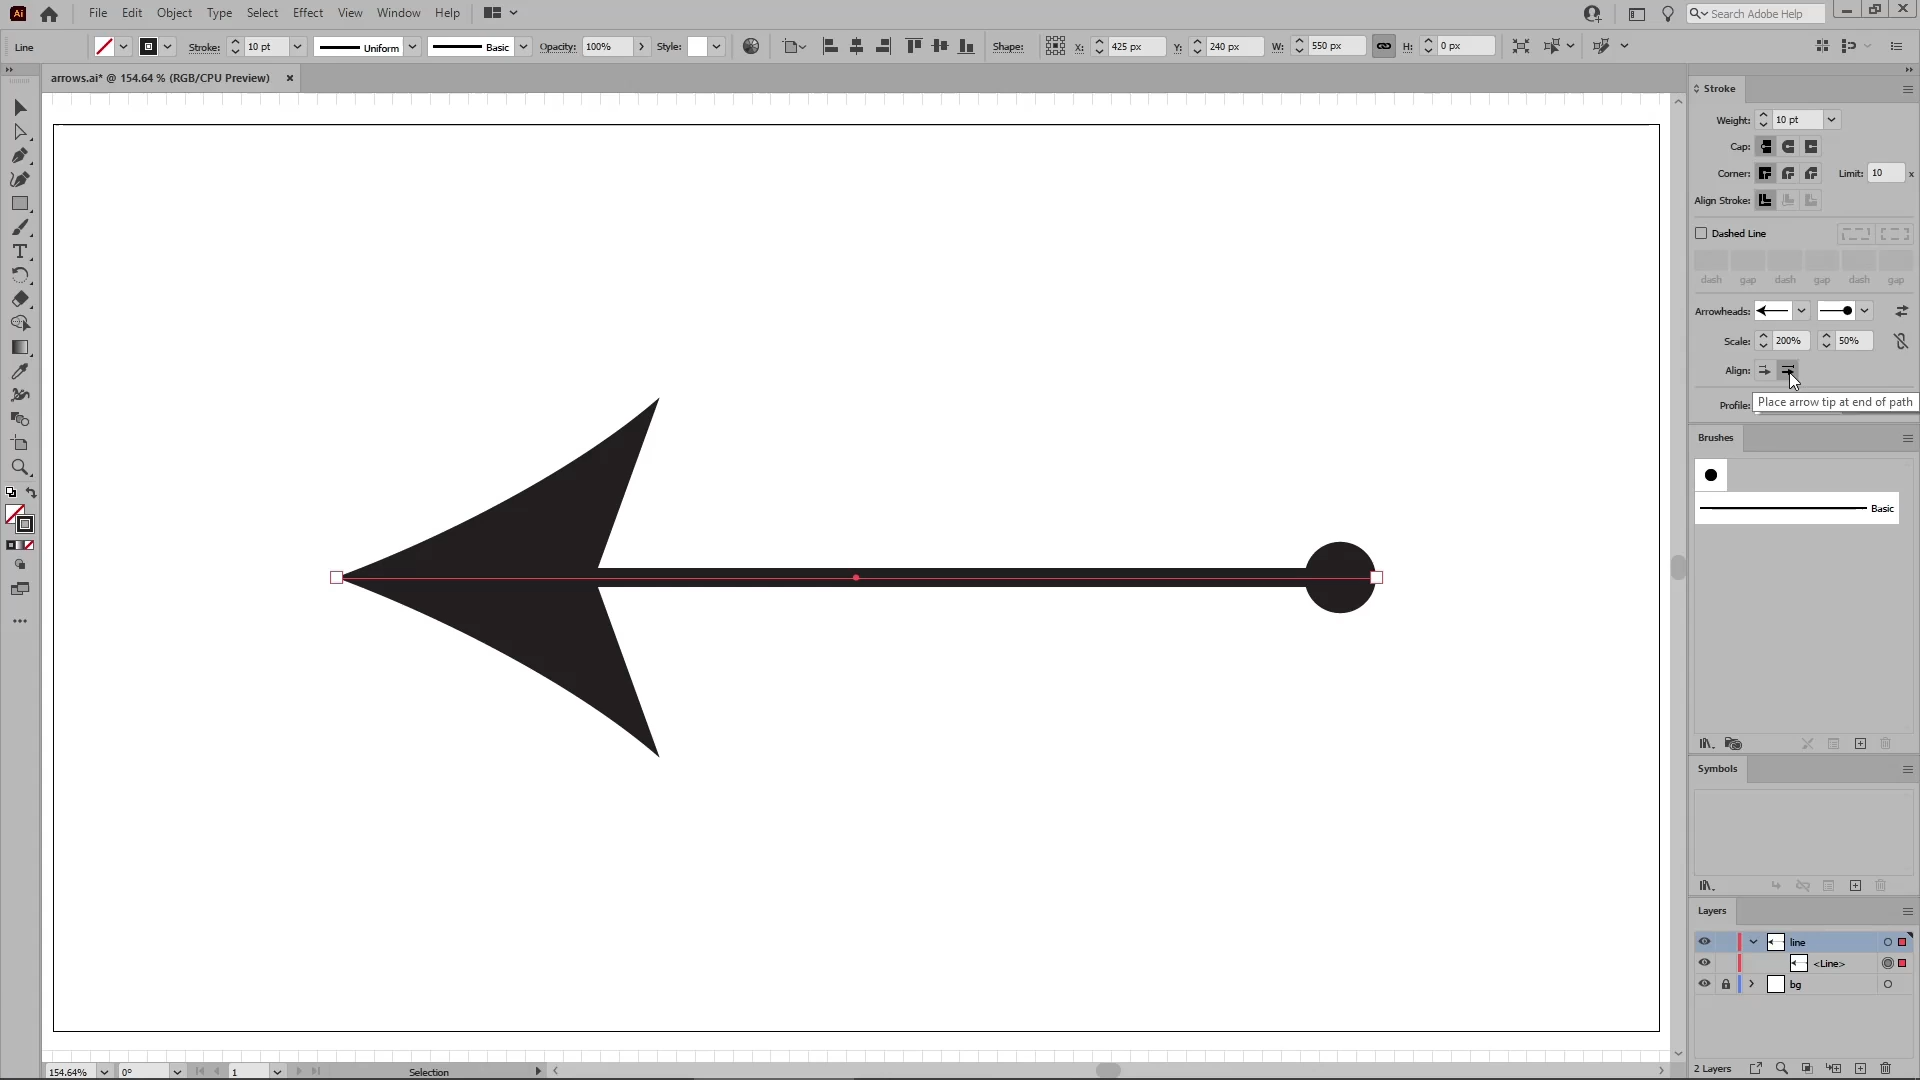 Ai File Edit Object Type Select Effect View Window Help Search Adobe Help
Line Stroke: 10 pt Uniform Basic Opacity: 100% Style: Shape: X: 425 px Y: 240 px W: 550 px H: 0 px
arrows.ai* @ 154.64 % (RGB/CPU Preview)
Stroke
Weight: 10 pt
Cap:
Corner: Limit: 10 x
Align Stroke:
Dashed Line
dash gap dash gap dash gap
Arrowheads:
Scale: 200% 50%
Align:
Place arrow tip at end of path
Profile:
Brushes
Basic
Symbols
Layers
line
<Line>
bg
2 Layers
154.64% 0° 1 Selection